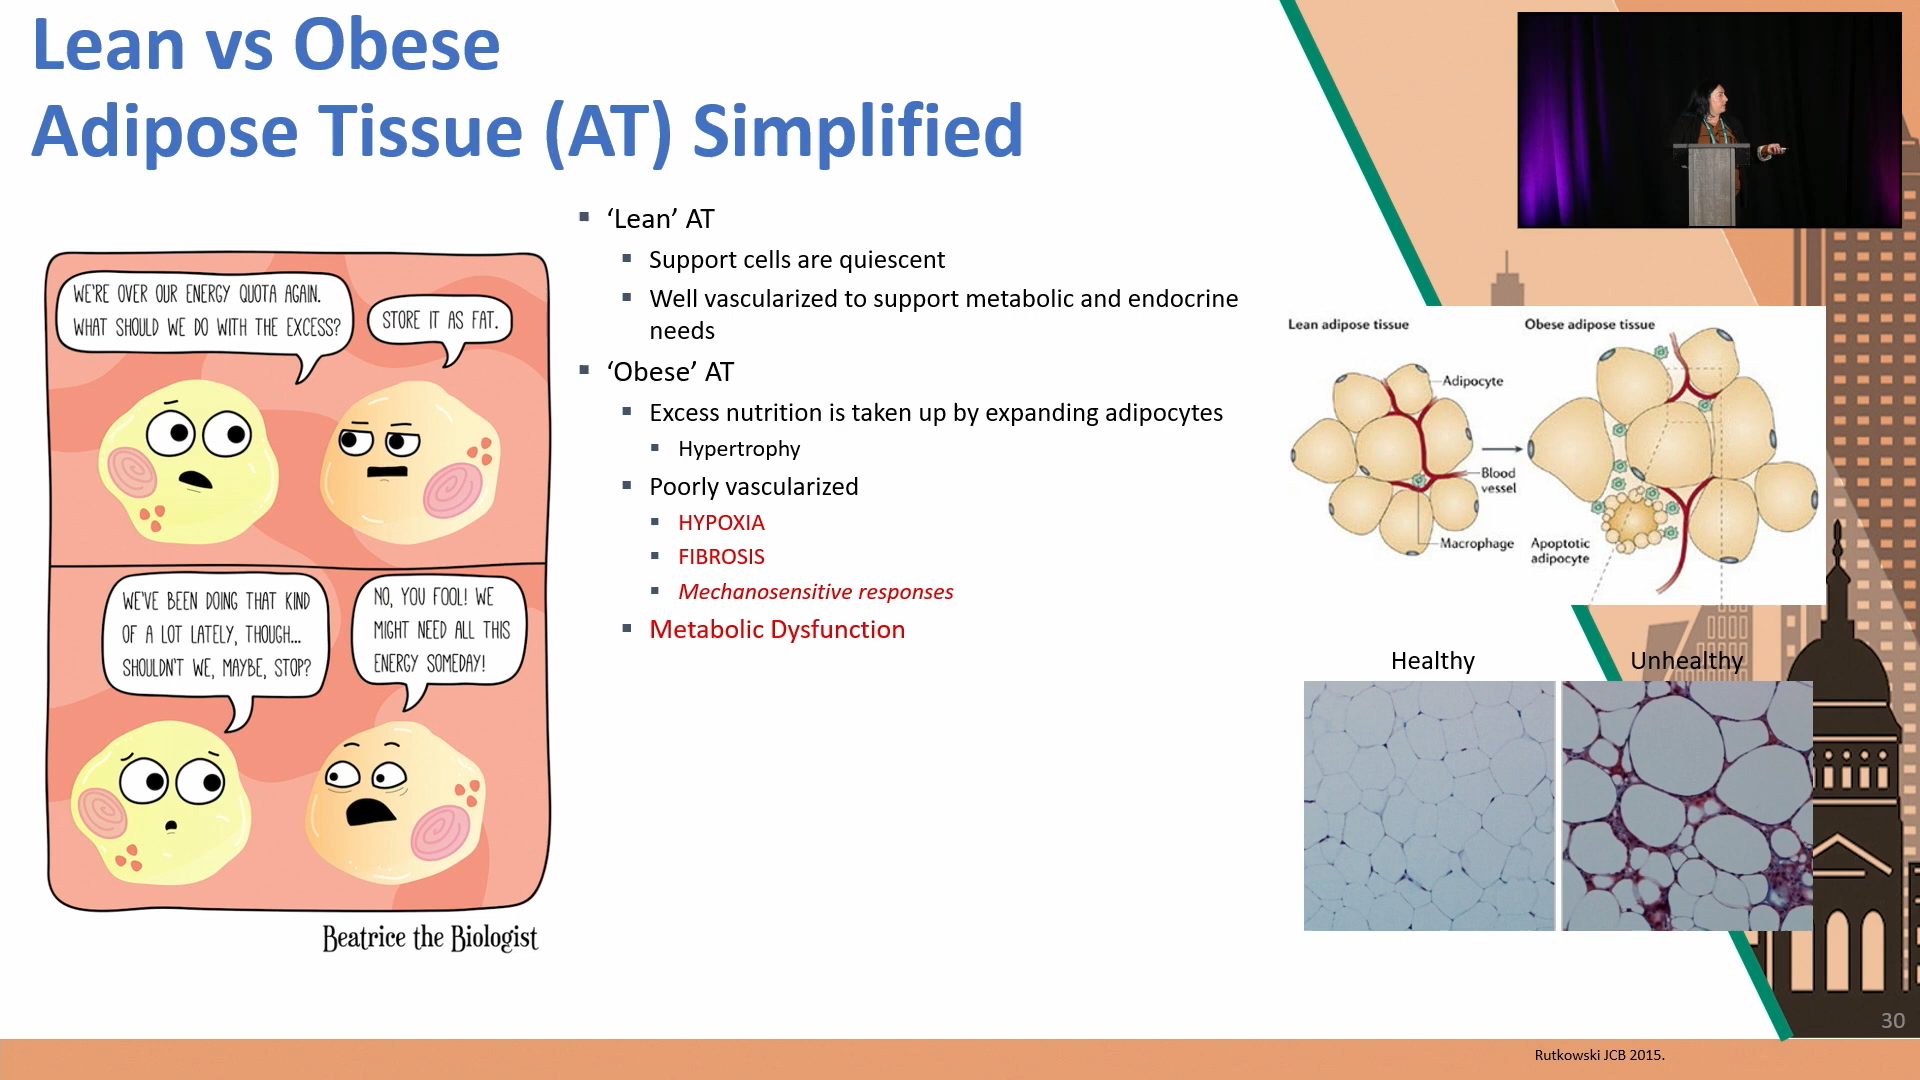 Lean vs Obese
Adipose Tissue (AT) Simplified
WE'RE OVER OUR ENERGY QUOTA AGAIN.
WHAT SHOULD WE DO WITH THE EXCESS?
STORE IT AS FAT.
WE'VE BEEN DOING THAT KIND
OF A LOT LATELY, THOUGH...
SHOULDN'T WE, MAYBE, STOP?
NO, YOU FOOL! WE
MIGHT NEED ALL THIS
ENERGY SOMEDAY!
Beatrice the Biologist
‘Lean’ AT
Support cells are quiescent
Well vascularized to support metabolic and endocrine
needs
‘Obese’ AT
Excess nutrition is taken up by expanding adipocytes
Hypertrophy
Poorly vascularized
HYPOXIA
FIBROSIS
Mechanosensitive responses
Metabolic Dysfunction
Lean adipose tissue
Obese adipose tissue
Adipocyte
Blood
vessel
Macrophage
Apoptotic
adipocyte
Healthy
Unhealthy
30
Rutkowski JCB 2015.